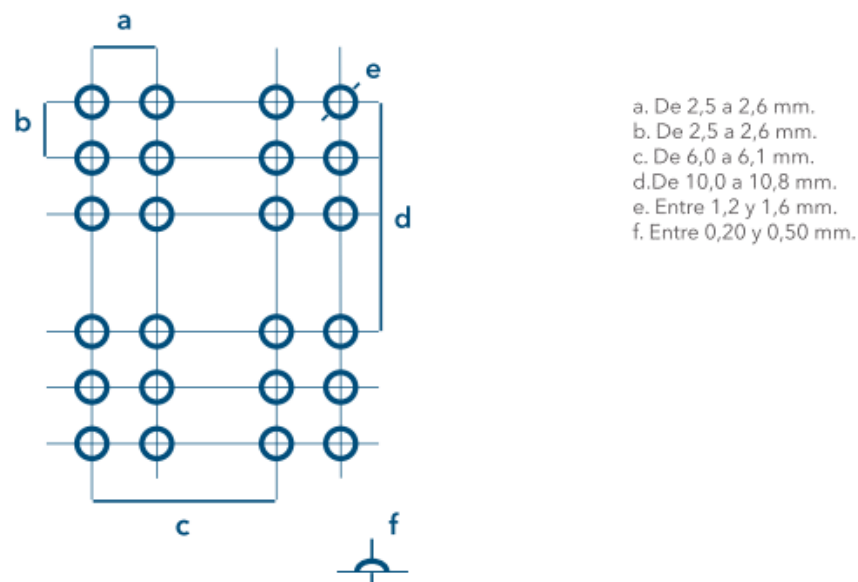 a
e
b
d
c
f
a. De 2,5 a 2,6 mm.
b. De 2,5 a 2,6 mm.
c. De 6,0 a 6,1 mm.
d.De 10,0 a 10,8 mm.
e. Entre 1,2 y 1,6 mm.
f. Entre 0,20 y 0,50 mm.